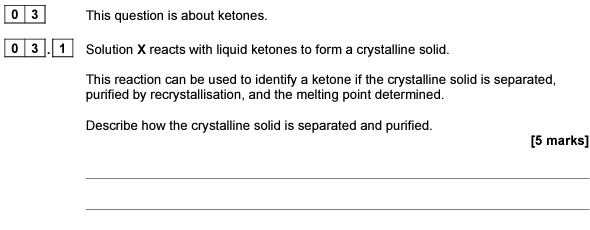 0 3 This question is about ketones.
0 3 . 1 Solution X reacts with liquid ketones to form a crystalline solid.
This reaction can be used to identify a ketone if the crystalline solid is separated,
purified by recrystallisation, and the melting point determined.
Describe how the crystalline solid is separated and purified.
[5 marks]